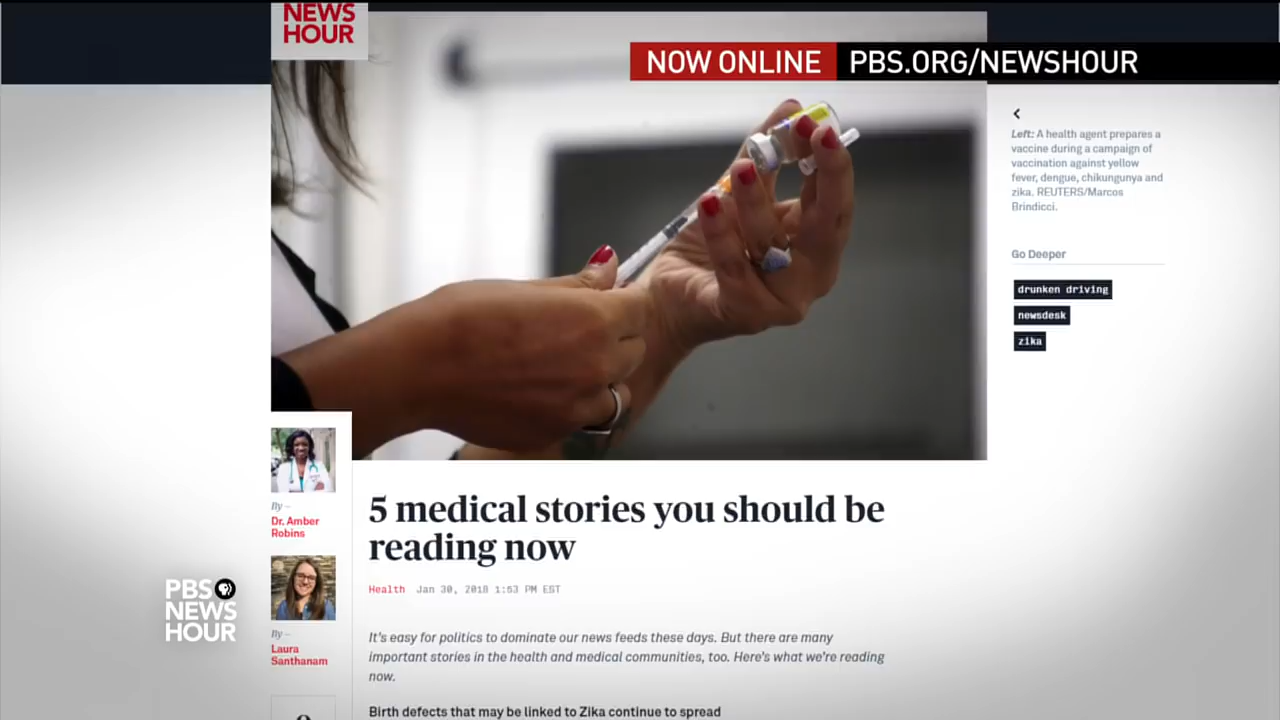 NEWS
HOUR
NOW ONLINE PBS.ORG/NEWSHOUR
Left: A health agent prepares a
vaccine during a campaign of
vaccination against yellow
fever, dengue, chikungunya and
zika. REUTERS/Marcos
Brindicci.
Go Deeper
drunken driving
newsdesk
zika
By –
Dr. Amber
Robins
By –
Laura
Santhanam
5 medical stories you should be
reading now
Health Jan 30, 2018 1:53 PM EST
It's easy for politics to dominate our news feeds these days. But there are many
important stories in the health and medical communities, too. Here's what we're reading
now.
Birth defects that may be linked to Zika continue to spread
PBS
NEWS
HOUR